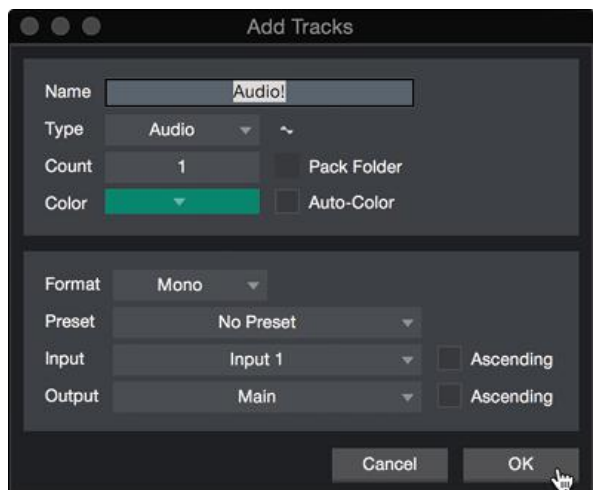 Add Tracks
Name Audio!
Type Audio
Count 1 Pack Folder
Color Auto-Color
Format Mono
Preset No Preset
Input Input 1 Ascending
Output Main Ascending
Cancel OK